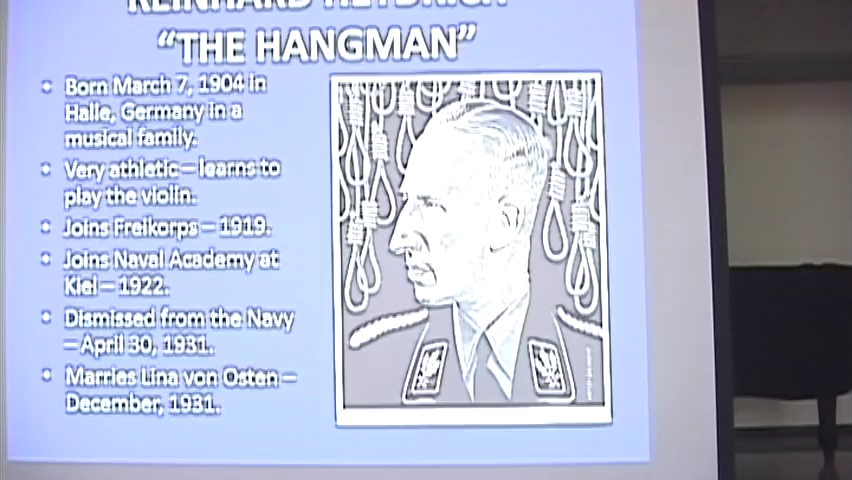 REINHARD HEYDRICH
“THE HANGMAN”
• Born March 7, 1904 in
Halle, Germany in a
musical family.
• Very athletic – learns to
play the violin.
• Joins Freikorps – 1919.
• Joins Naval Academy at
Kiel – 1922.
• Dismissed from the Navy
– April 30, 1931.
• Marries Lina von Osten –
December, 1931.